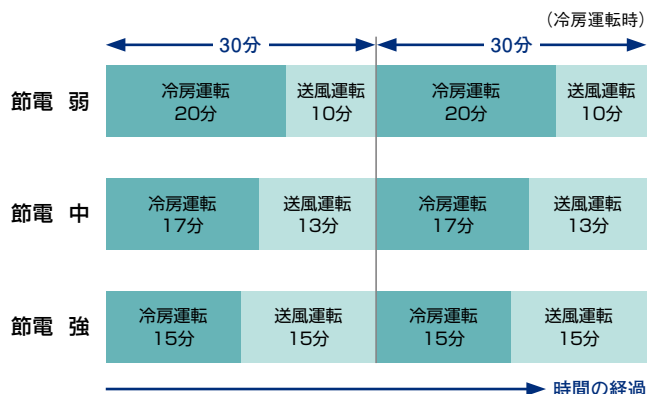 (冷房運転時)
30分 30分
節電 弱
冷房運転 送風運転 冷房運転 送風運転
20分 10分 20分 10分
節電 中
冷房運転 送風運転 冷房運転 送風運転
17分 13分 17分 13分
節電 強
冷房運転 送風運転 冷房運転 送風運転
15分 15分 15分 15分
時間の経過